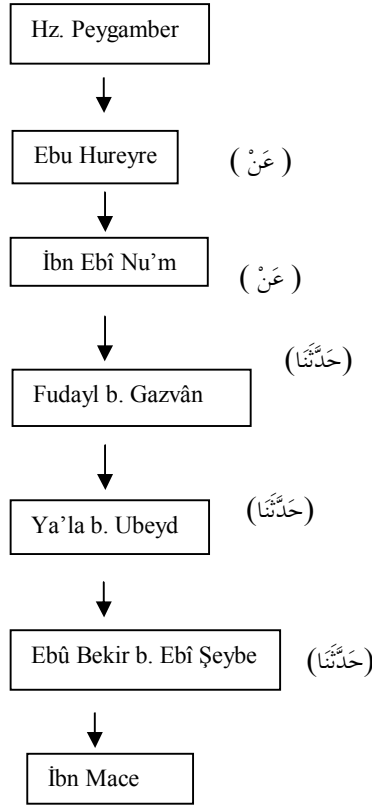 Hz. Peygamber
Ebu Hureyre
( عَنْ )
İbn Ebî Nu’m
( عَنْ )
(حَدَّثَنَا)
Fudayl b. Gazvân
Ya’la b. Ubeyd
(حَدَّثَنَا)
Ebû Bekir b. Ebî Şeybe
(حَدَّثَنَا)
İbn Mace